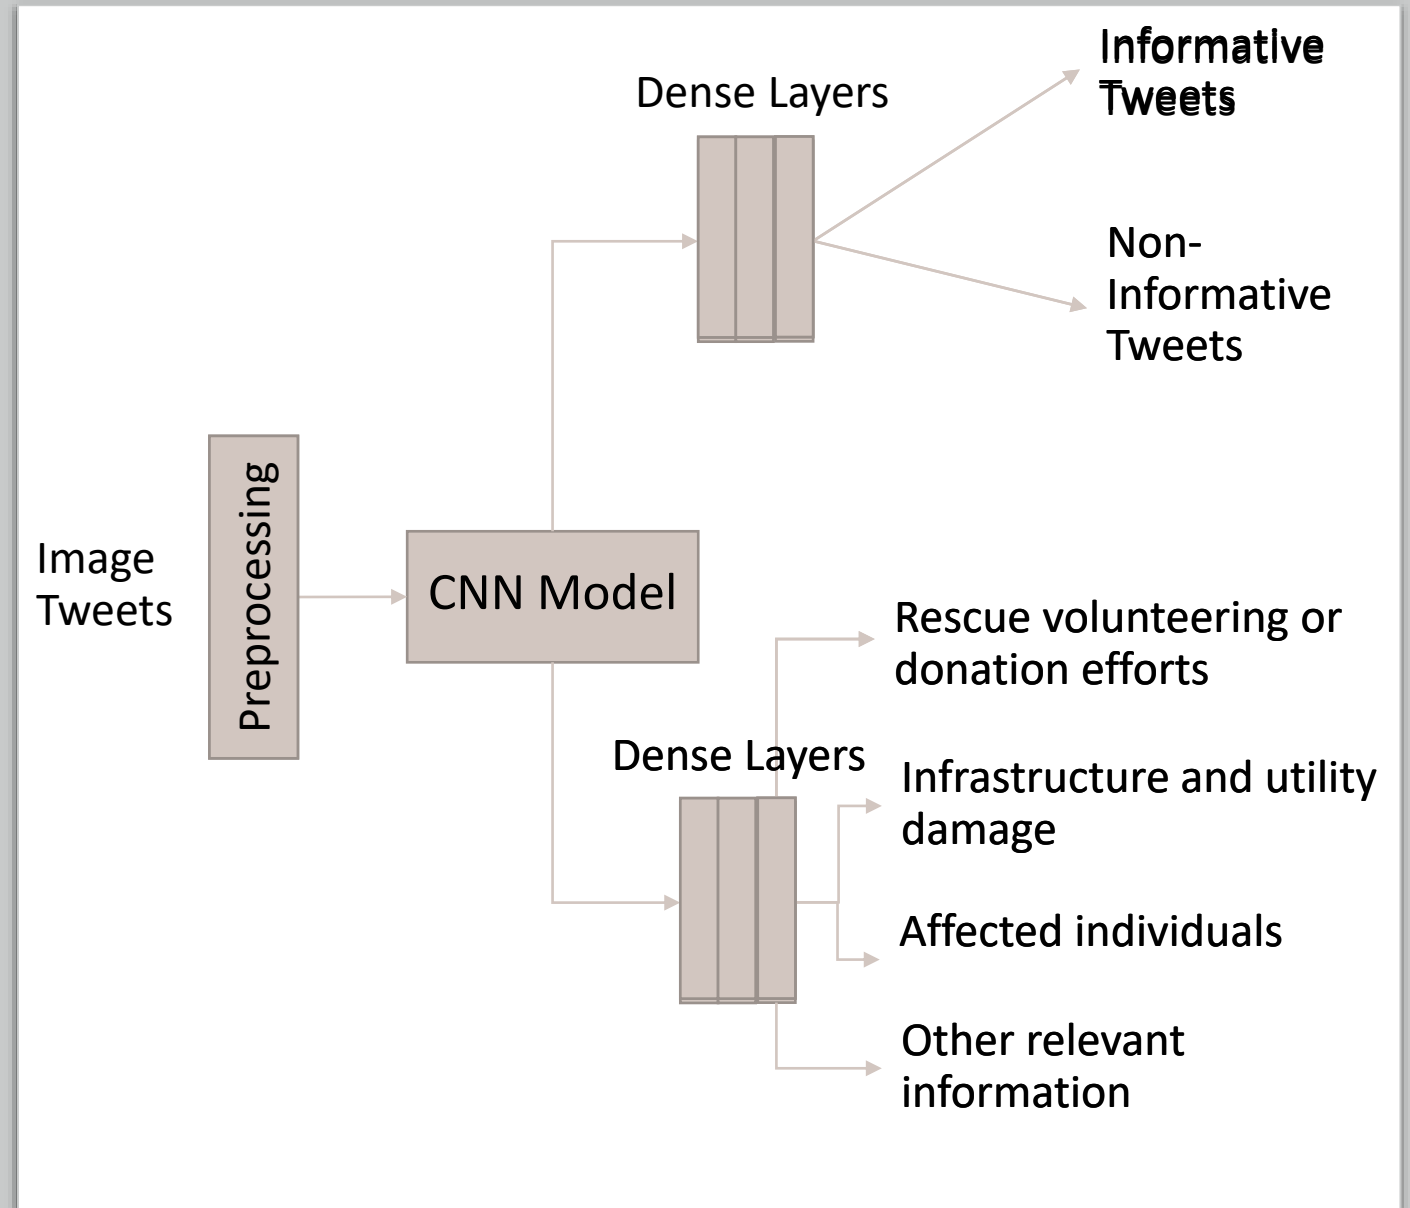 Dense Layers
Informative
Tweets
Non-
Informative
Tweets
Image
Tweets
Preprocessing
CNN Model
Rescue volunteering or
donation efforts
Dense Layers
Infrastructure and utility
damage
Affected individuals
Other relevant
information